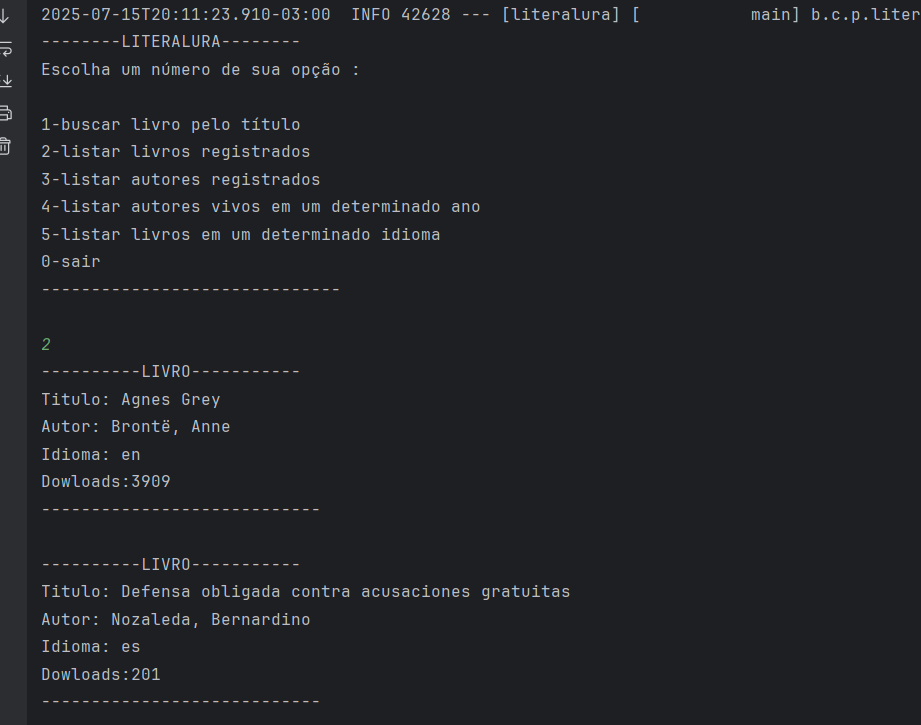 2025-07-15T20:11:23.910-03:00  INFO 42628 --- [literalura] [           main] b.c.p.liter
--------LITERALURA--------
Escolha um número de sua opção :
1-buscar livro pelo título
2-listar livros registrados
3-listar autores registrados
4-listar autores vivos em um determinado ano
5-listar livros em um determinado idioma
0-sair
------------------------------
2
----------LIVRO-----------
Titulo: Agnes Grey
Autor: Brontë, Anne
Idioma: en
Dowloads:3909
----------------------------
----------LIVRO-----------
Titulo: Defensa obligada contra acusaciones gratuitas
Autor: Nozaleda, Bernardino
Idioma: es
Dowloads:201
----------------------------